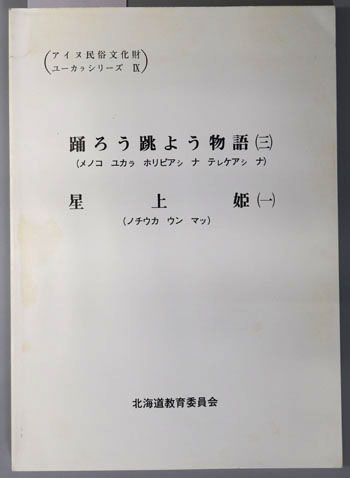 アイヌ民俗文化財
ユーカㇻシリーズ Ⅸ
踊ろう跳よう物語㈢
(メノコ ユカㇻ ホリピアㇱ ナ テㇾケアㇱ ナ)
星上姫㈠
(ノチウカ ウン マッ)
北海道教育委員会